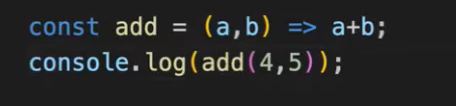 const add = (a,b) => a+b;
console.log(add(4,5));